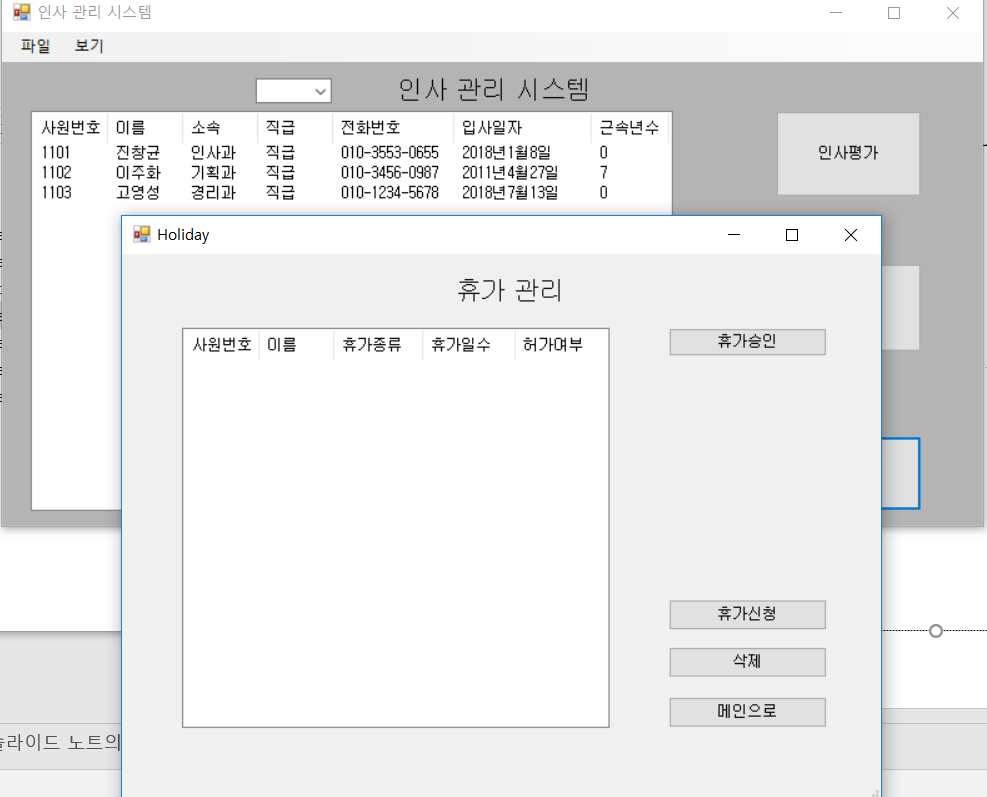 인사 관리 시스템
파일 보기
인사 관리 시스템
사원번호 이름 소속 직급 전화번호 입사일자 근속년수
1101 진창균 인사과 직급 010-3553-0655 2018년1월8일 0
1102 이주화 기획과 직급 010-3456-0987 2011년4월27일 7
1103 고영성 경리과 직급 010-1234-5678 2018년7월13일 0
인사평가
Holiday
휴가 관리
사원번호 이름 휴가종류 휴가일수 허가여부
휴가승인
휴가신청
삭제
메인으로
슬라이드 노트의